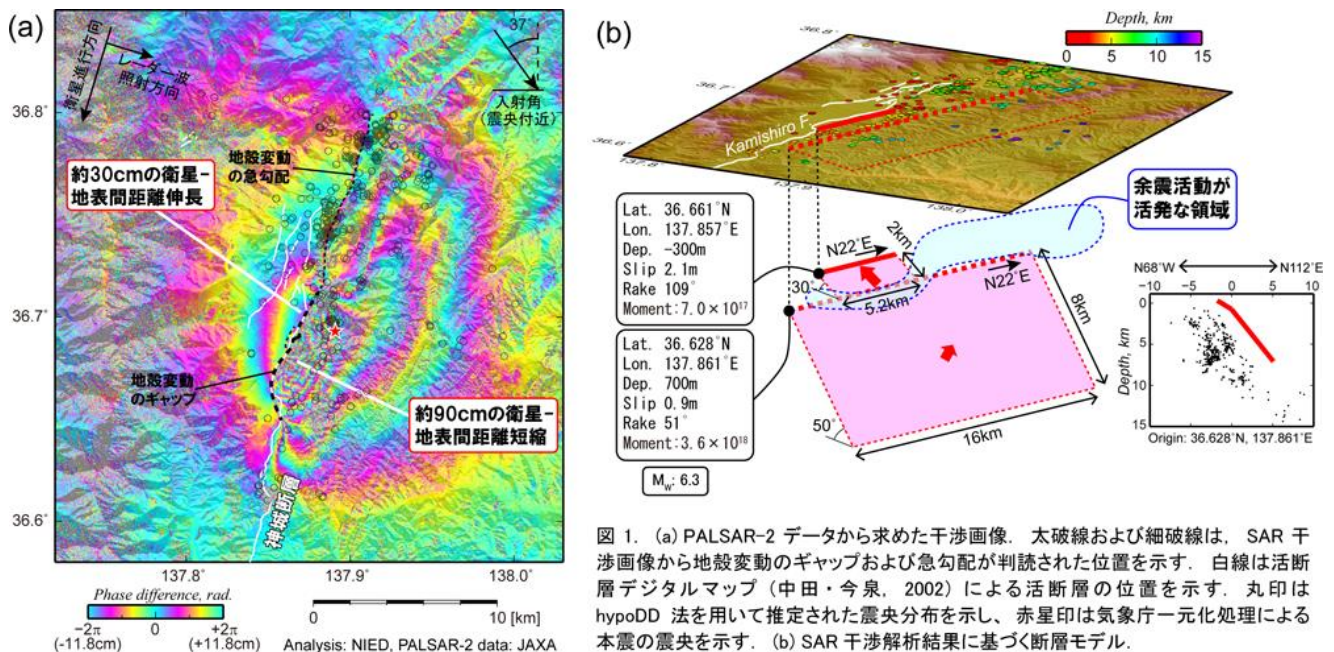 (a)
37°
衛星進行方向
レーダー波
照射方向
入射角
(震央付近)
36.8°
地殻変動
の急勾配
約30cmの衛星-
地表間距離伸長
36.7°
地殻変動
のギャップ
約90cmの衛星-
地表間距離短縮
神城断層
36.6°
137.8°
137.9°
138.0°
Phase difference, rad.
-2π
0
+2π
(-11.8cm)
(+11.8cm)
0
10 [km]
Analysis: NIED, PALSAR-2 data: JAXA
(b)
Depth, km
0
5
10
15
36.8°
36.7°
36.6°
Kamishiro F.
137.8°
137.9°
138.0°
余震活動が
活発な領域
Lat. 36.661°N
Lon. 137.857°E
Dep. -300m
Slip 2.1m
Rake 109°
Moment:7.0×10¹⁷
Lat. 36.628°N
Lon. 137.861°E
Dep. 700m
Slip 0.9m
Rake 51°
Moment:3.6×10¹⁸
Mw: 6.3
N22°E
2km
30°
5.2km
N22°E
8km
50°
16km
N68°W
N112°E
-10
-5
0
5
10
0
5
10
15
Depth, km
Origin: 36.628°N, 137.861°E
図 1. (a) PALSAR-2 データから求めた干渉画像. 太破線および細破線は, SAR 干
渉画像から地殻変動のギャップおよび急勾配が判読された位置を示す. 白線は活断
層デジタルマップ (中田・今泉, 2002) による活断層の位置を示す. 丸印は
hypoDD 法を用いて推定された震央分布を示し、赤星印は気象庁一元化処理による
本震の震央を示す. (b) SAR 干渉解析結果に基づく断層モデル.